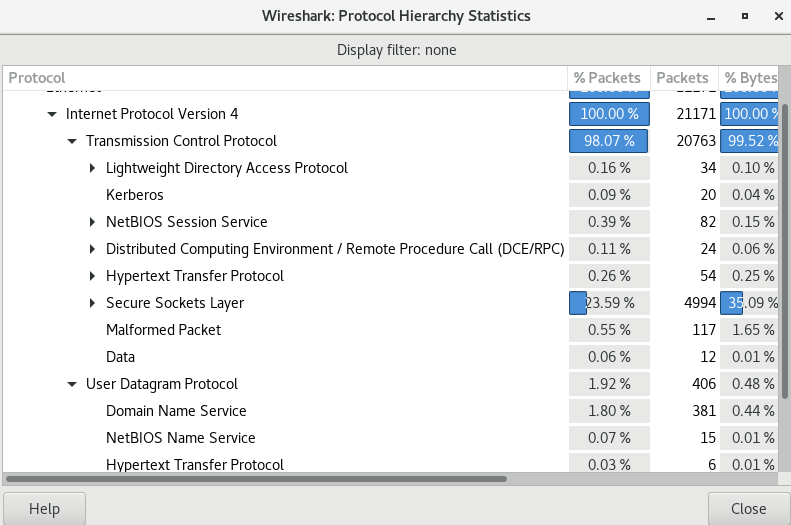 Wireshark: Protocol Hierarchy Statistics
Display filter: none
Protocol % Packets Packets % Bytes
Internet Protocol Version 4 100.00 % 21171 100.00 %
Transmission Control Protocol 98.07 % 20763 99.52 %
Lightweight Directory Access Protocol 0.16 % 34 0.10 %
Kerberos 0.09 % 20 0.04 %
NetBIOS Session Service 0.39 % 82 0.15 %
Distributed Computing Environment / Remote Procedure Call (DCE/RPC) 0.11 % 24 0.06 %
Hypertext Transfer Protocol 0.26 % 54 0.25 %
Secure Sockets Layer 23.59 % 4994 35.09 %
Malformed Packet 0.55 % 117 1.65 %
Data 0.06 % 12 0.01 %
User Datagram Protocol 1.92 % 406 0.48 %
Domain Name Service 1.80 % 381 0.44 %
NetBIOS Name Service 0.07 % 15 0.01 %
Hypertext Transfer Protocol 0.03 % 6 0.01 %
Help Close